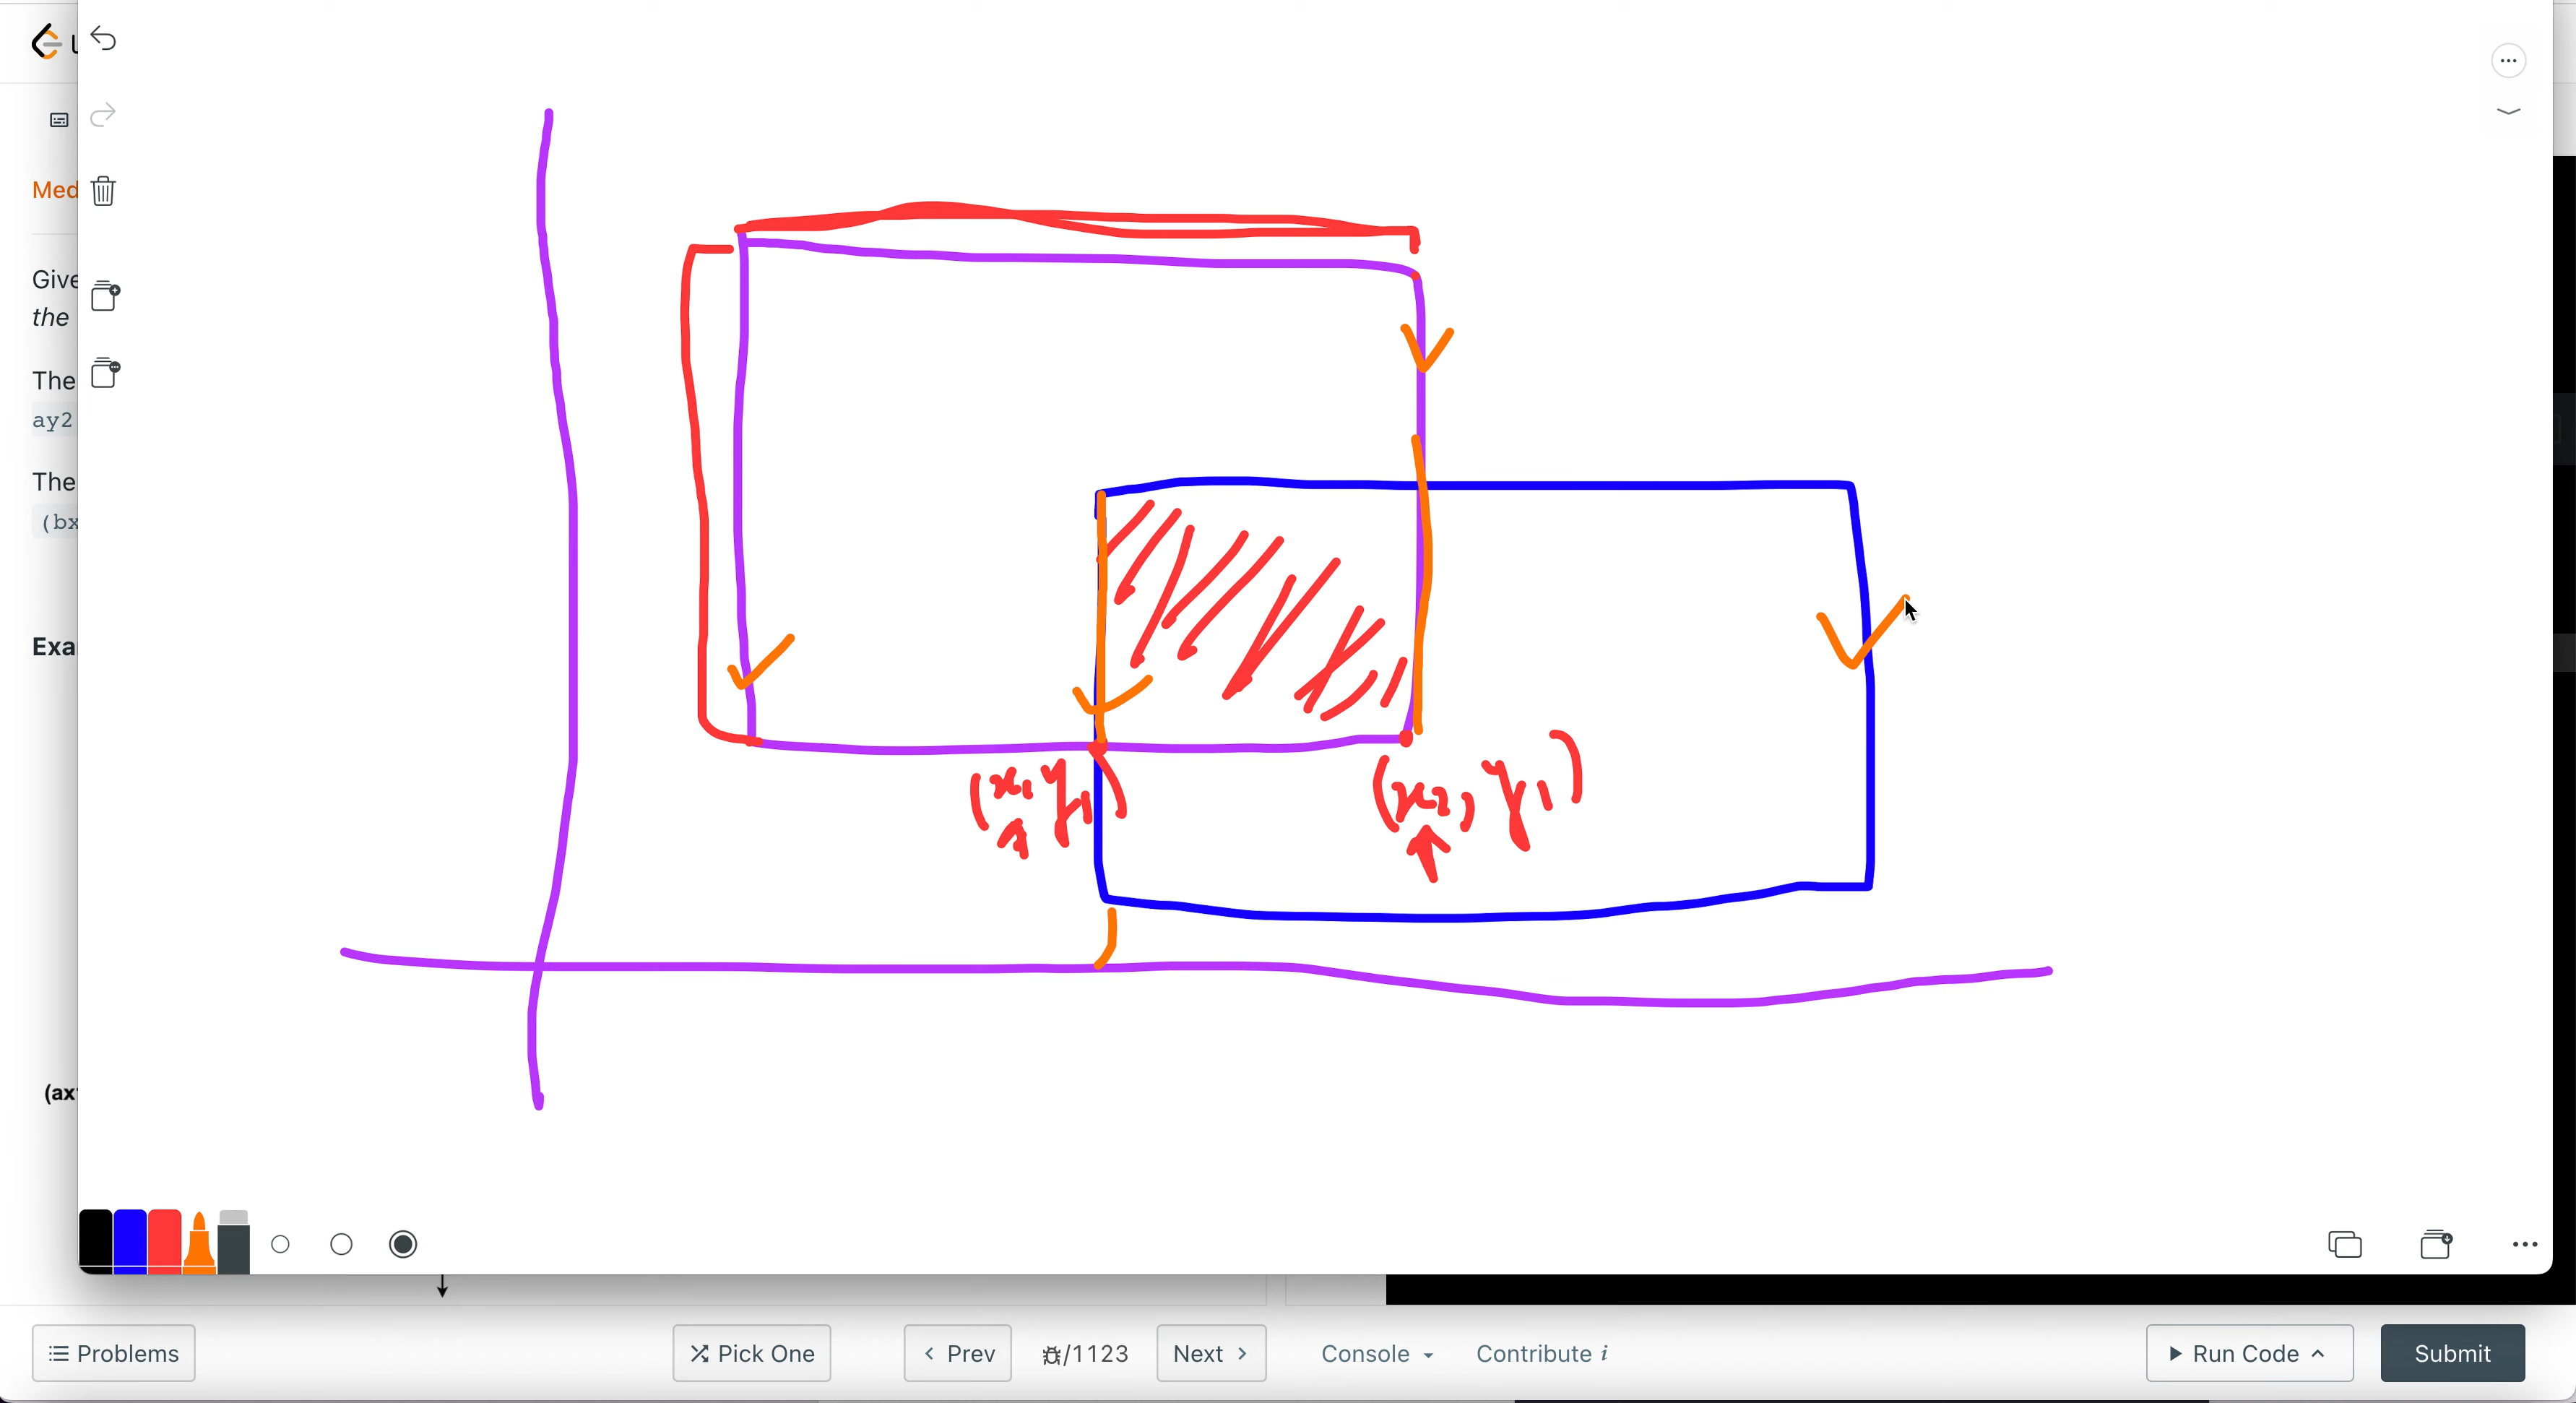 Med
Give
the
The
ay2
The
(bx
Exa
(x1 y1)
(x2, y1)
(ax
Problems
Pick One
Prev
/1123
Next
Console
Contribute i
Run Code
Submit